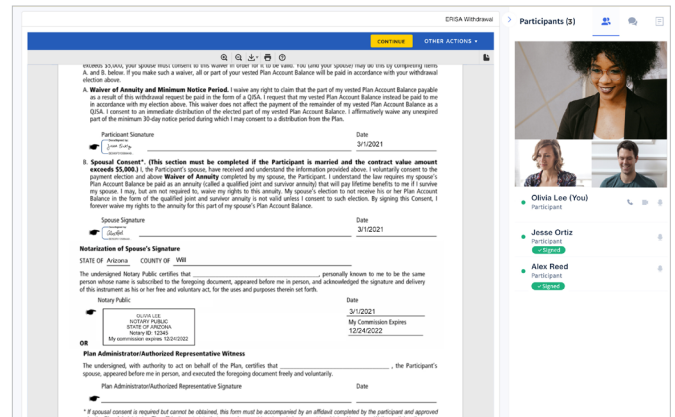 ERISA Withdrawal
CONTINUE
OTHER ACTIONS
exceeds $5,000, your spouse must consent to this waiver in order for it to be valid. You (and your spouse) may do this by completing items
A. and B. below. If you make such a waiver, all or part of your vested Plan Account Balance will be paid in accordance with your withdrawal
election above.
A. Waiver of Annuity and Minimum Notice Period. I waive any right to claim that the part of my vested Plan Account Balance payable
as a result of this withdrawal request be paid in the form of a QJSA. I request that my vested Plan Account Balance instead be paid to me
in accordance with my election above. This waiver does not affect the payment of the remainder of my vested Plan Account Balance as a
QJSA. I consent to an immediate distribution of the elected part of my vested Plan Account Balance. I affirmatively waive any unexpired
part of the minimum 30-day notice period during which I may consent to a distribution from the Plan.
Participant Signature
Date
3/1/2021
B. Spousal Consent*. (This section must be completed if the Participant is married and the contract value amount
exceeds $5,000.) I, the Participant's spouse, have received and understand the information provided above. I voluntarily consent to the
payment election and above Waiver of Annuity completed by my spouse, the Participant. I understand the law requires my spouse's
Plan Account Balance be paid as an annuity (called a qualified joint and survivor annuity) that will pay lifetime benefits to me if I survive
my spouse. I may, but am not required to, waive my rights to this annuity. My spouse's election to not receive his or her Plan Account
Balance in the form of the qualified joint and survivor annuity is not valid unless I consent to such election. By signing this Consent, I
forever waive my rights to the annuity for this part of my spouse's Plan Account Balance.
Spouse Signature
Date
3/1/2021
Notarization of Spouse's Signature
STATE OF Arizona COUNTY OF Will
The undersigned Notary Public certifies that , personally known to me to be the same
person whose name is subscribed to the foregoing document, appeared before me in person, and acknowledged the signature and delivery
of this instrument as his or her free and voluntary act, for the uses and purposes therein set forth.
Notary Public
Date
3/1/2021
OLIVIA LEE
NOTARY PUBLIC
STATE OF ARIZONA
Notary ID: 12345
My commission expires 12/24/2022
My Commission Expires
12/24/2022
OR
Plan Administrator/Authorized Representative Witness
The undersigned, with authority to act on behalf of the Plan, certifies that , the Participant's
spouse, appeared before me in person, and executed the foregoing document freely and voluntarily.
Plan Administrator/Authorized Representative Signature
Date
* If spousal consent is required but cannot be obtained, this form must be accompanied by an affidavit completed by the participant and approved
Participants (3)
Olivia Lee (You)
Participant
Jesse Ortiz
Participant
Signed
Alex Reed
Participant
Signed